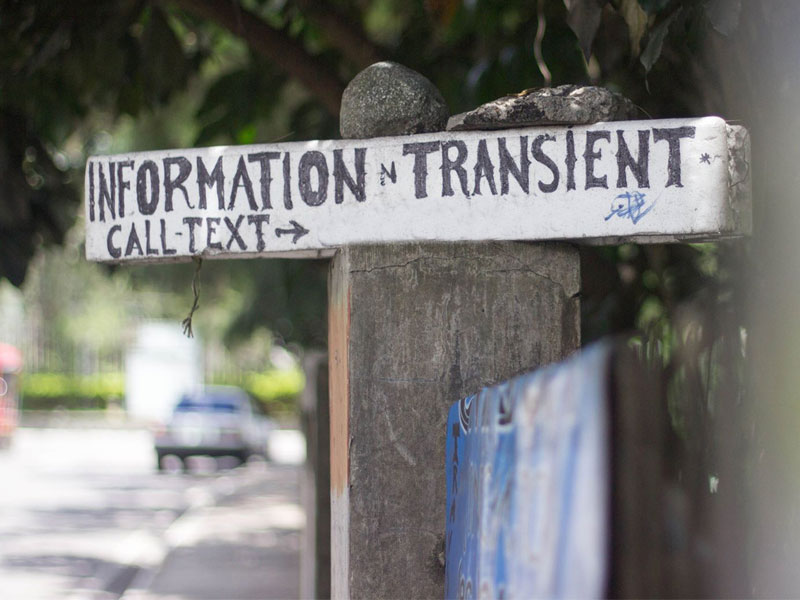 INFORMATION N TRANSIENT *
CALL-TEXT →